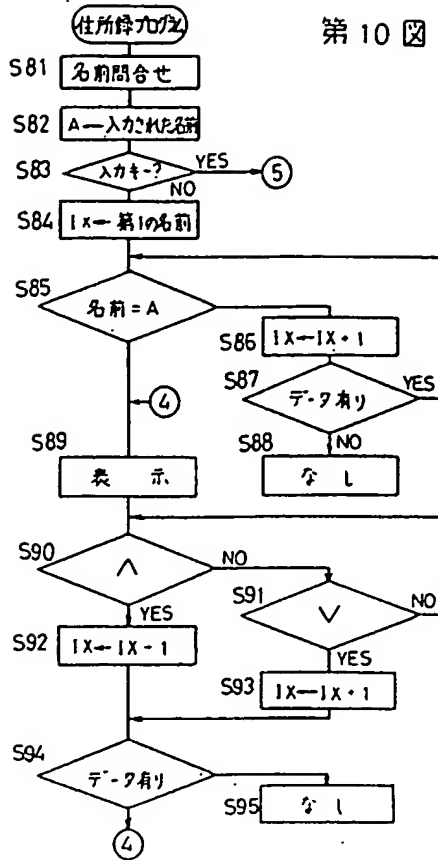 第10図
住所録プログラム
S81 名前問合せ
S82 A←入力された名前
S83 入力キー? YES 5
NO
S84 IX←第1の名前
S85 名前=A
S86 IX←IX+1
S87 データ有り YES
4
S88 NO
なし
S89 表示
S90 ∧ NO
S91 ∨ NO
YES
S92 IX←IX-1
YES
S93 IX←IX+1
S94 データ有り
S95 なし
4